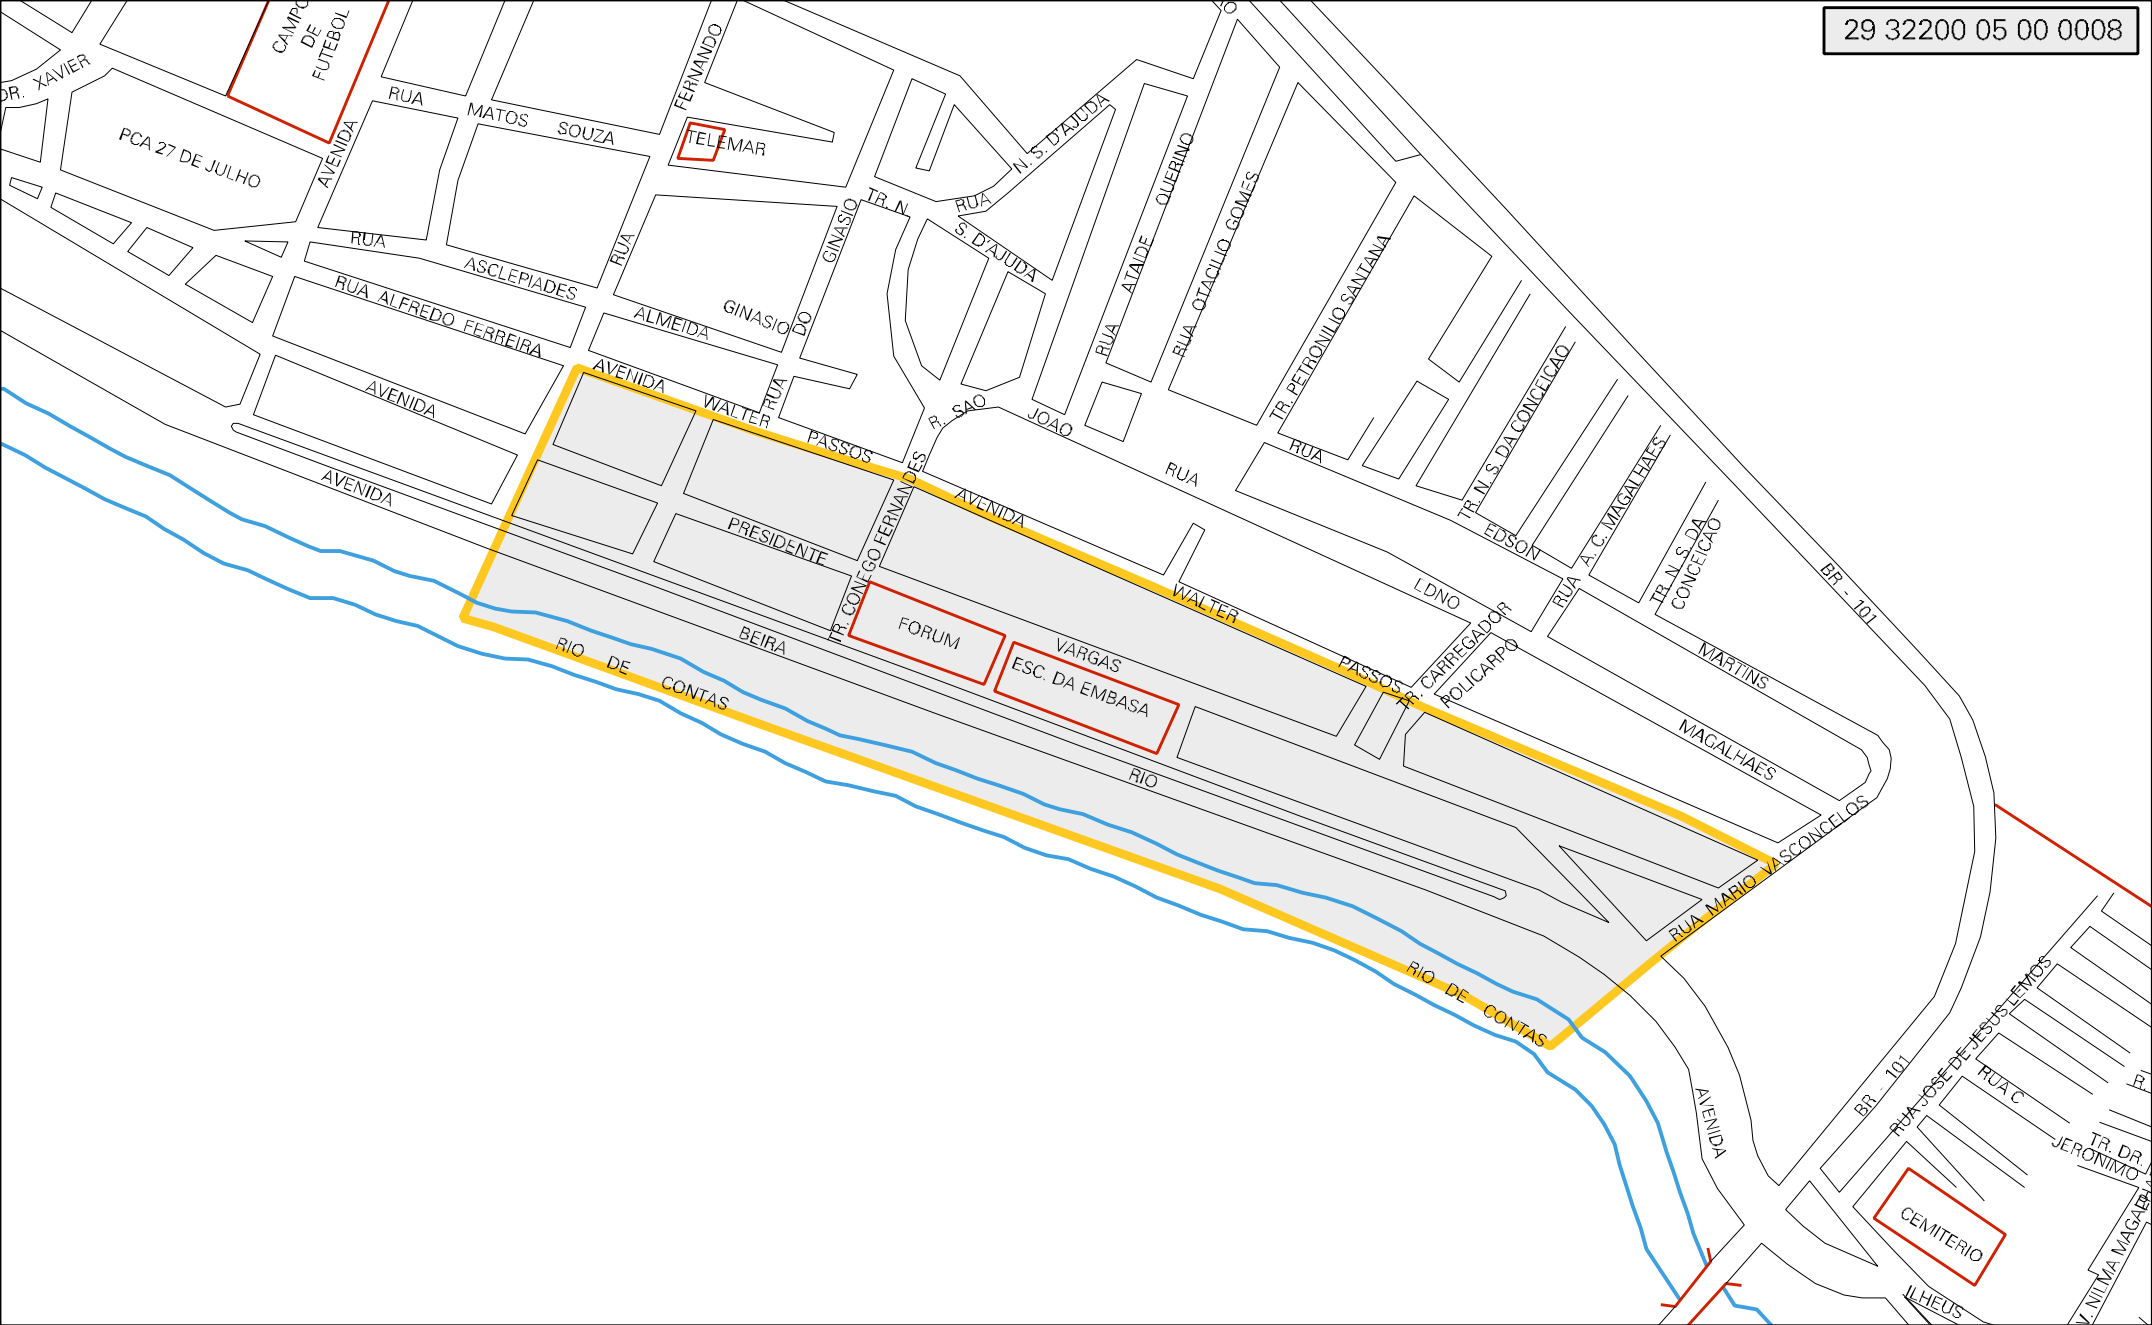 29 32200 05 00 0008
CAMPO
DE
FUTEBOL
DR. XAVIER
PCA 27 DE JULHO
AVENIDA
RUA
MATOS
SOUZA
FERNANDO
TELEMAR
RUA
ASCLEPIADES
RUA
RUA ALFREDO FERREIRA
ALMEIDA
GINASIO
GINASIO
DO
RUA
TR. N
S. D'AJUDA
RUA
N. S. D'AJUDA
RUA
ATAIDE
QUERINO
RUA
OTACILIO GOMES
TR. PETRONILIO SANTANA
AVENIDA
AVENIDA
AVENIDA
WALTER
PASSOS
R. SAO
JOAO
RUA
RUA
EDSON
LDNO
TR. N. S. DA CONCEICAO
A. C. MAGALHAES
RUA
TR. N. S. DA
CONCEICAO
BR - 101
AVENIDA
WALTER
PASSOS
PRESIDENTE
VARGAS
TR. CONEGO FERNANDES
FORUM
ESC. DA EMBASA
BEIRA
RIO
RIO DE CONTAS
RIO DE CONTAS
TR. CARREGADOR
POLICARPO
MARTINS
MAGALHAES
RUA MARIO VASCONCELOS
AVENIDA
BR - 101
RUA JOSE DE JESUS LEMOS
RUA C
R.
TR. DR.
JERONIMO
CEMITERIO
V. NILMA MAGA
ILHEUS